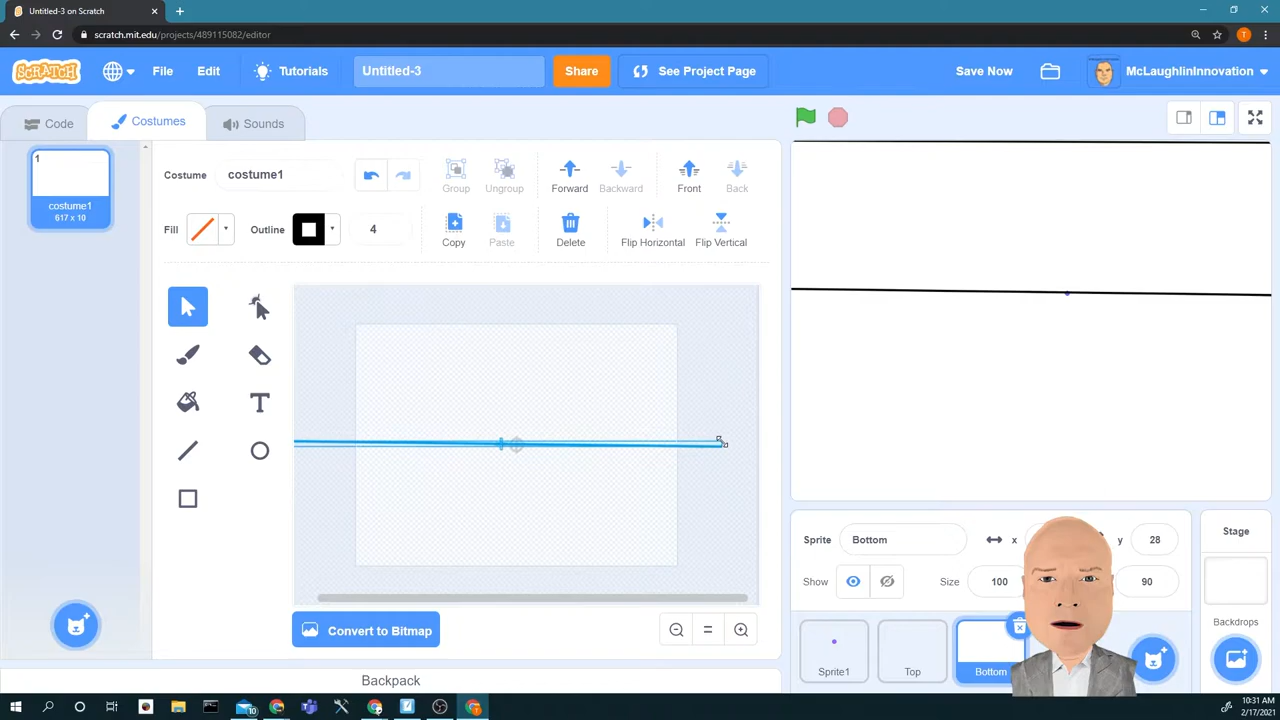 Untitled-3 on Scratch
scratch.mit.edu/projects/489115082/editor
T
SCRATCH
File
Edit
Tutorials
Untitled-3
Share
See Project Page
Save Now
McLaughlinInnovation
Code
Costumes
Sounds
1
costume1
617 x 10
Costume
costume1
Group
Ungroup
Forward
Backward
Front
Back
Fill
Outline
4
Copy
Paste
Delete
Flip Horizontal
Flip Vertical
T
Convert to Bitmap
Backpack
Sprite
Bottom
x
y
28
Show
Size
100
90
Sprite1
Top
Bottom
Stage
Backdrops
10:31 AM
2/17/2021